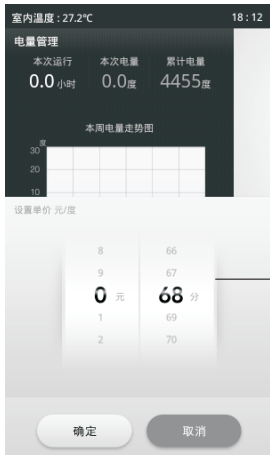 室内温度：27.2℃ 18：12
电量管理
本次运行 本次电量 累计电量
0.0小时 0.0度 4455度
本周电量走势图
度
30
20
10
设置单价 元/度
8 66
9 67
0 元 68 分
1 69
2 70
确定 取消